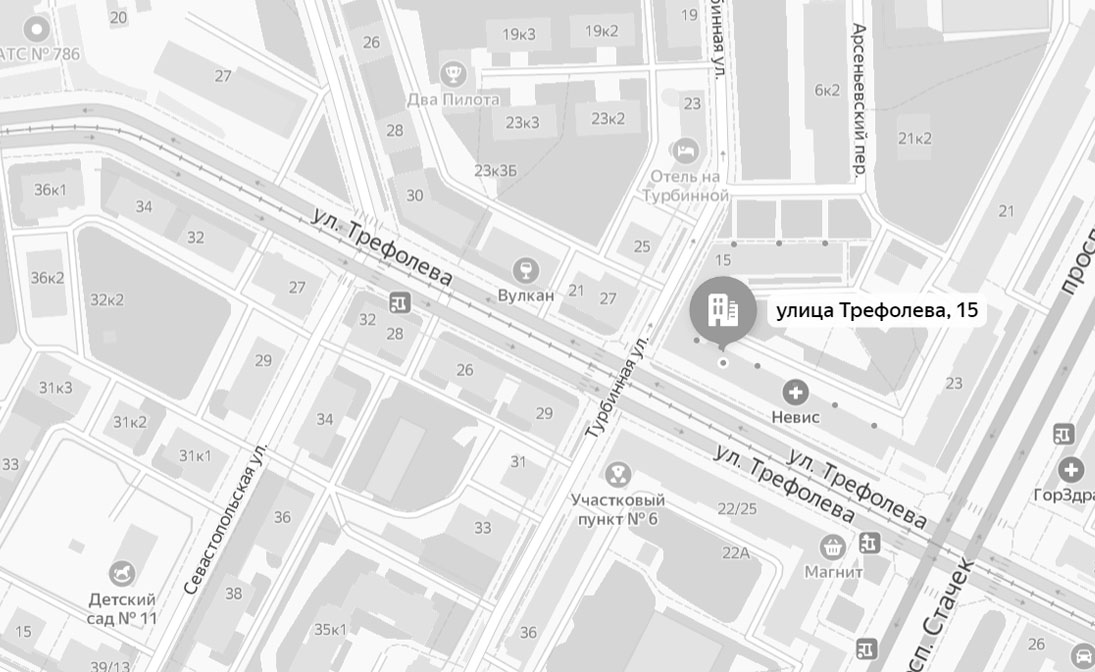 20
19
бинная ул.
26
19к3
19к2
АТС № 786
27
Арсеньевский пер.
6к2
Два Пилота
23
28
23к3
23к2
21к2
23к3Б
Отель на
Турбинной
36к1
30
34
21
ул. Трефолева
32
25
15
просп
36к2
27
Вулкан
21
27
32к2
улица Трефолева, 15
32
28
29
26
Турбинная ул.
23
31к3
Невис
31к2
34
29
31к1
33
31
ул. Трефолева
ул. Трефолева
Севастопольская ул.
ГорЗдра
Участковый
пункт № 6
22/25
36
33
22А
Магнит
38
Детский
сад № 11
сп. Стачек
15
35к1
36
26
39/13